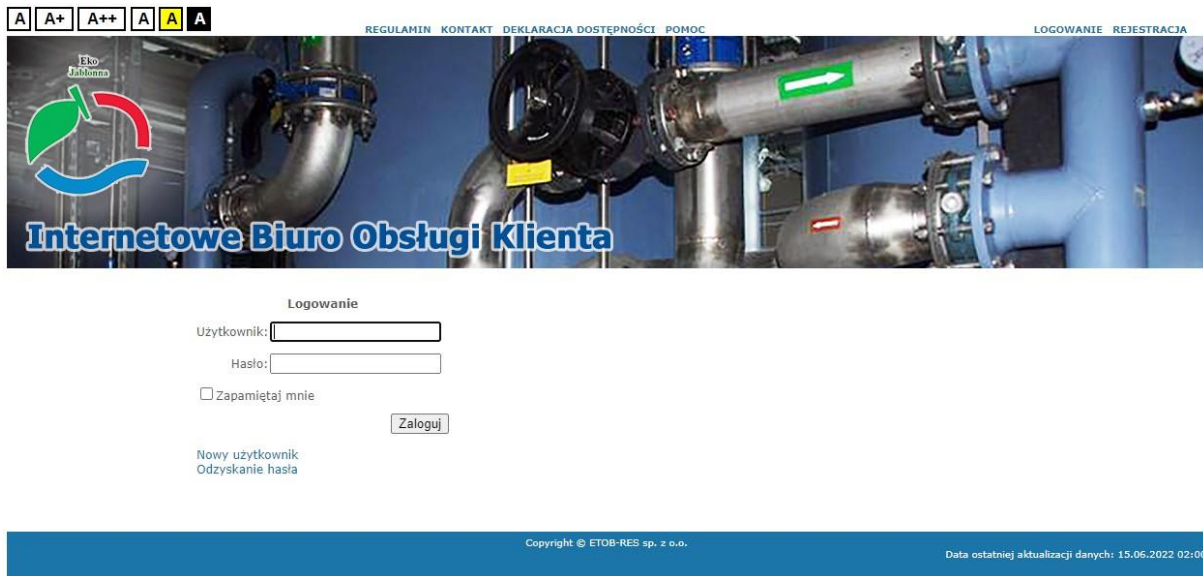 A A+ A++ A A A
REGULAMIN KONTAKT DEKLARACJA DOSTĘPNOŚCI POMOC
LOGOWANIE REJESTRACJA
Eko
Jabłonna
Internetowe Biuro Obsługi Klienta
Logowanie
Użytkownik:
Hasło:
Zapamiętaj mnie
Zaloguj
Nowy użytkownik
Odzyskanie hasła
Copyright © ETOB-RES sp. z o.o.
Data ostatniej aktualizacji danych: 15.06.2022 02:00